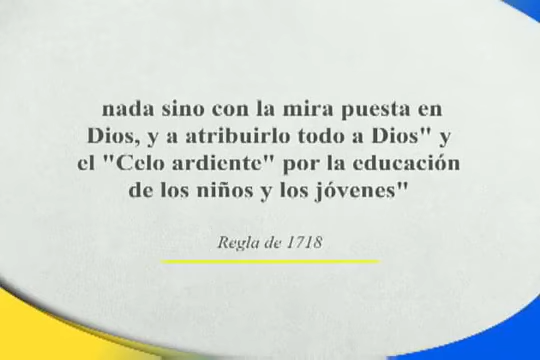 nada sino con la mira puesta en
Dios, y a atribuirlo todo a Dios" y
el "Celo ardiente" por la educación
de los niños y los jóvenes"
Regla de 1718